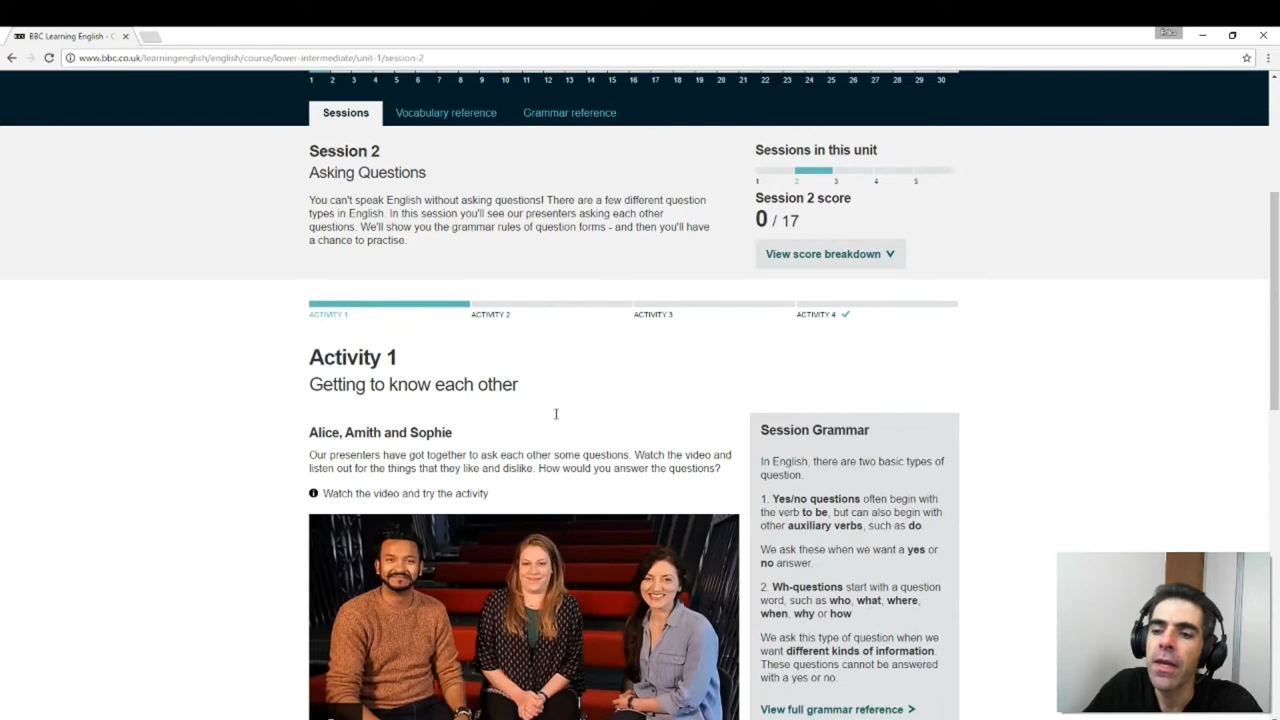 BBC Learning English - C
Erika
www.bbc.co.uk/learningenglish/english/course/lower-intermediate/unit-1/session-2
1 2 3 4 5 6 7 8 9 10 11 12 13 14 15 16 17 18 19 20 21 22 23 24 25 26 27 28 29 30
Sessions Vocabulary reference Grammar reference
Session 2
Asking Questions
You can't speak English without asking questions! There are a few different question
types in English. In this session you'll see our presenters asking each other
questions. We'll show you the grammar rules of question forms - and then you'll have
a chance to practise.
Sessions in this unit
1 2 3 4 5
Session 2 score
0 / 17
View score breakdown
ACTIVITY 1 ACTIVITY 2 ACTIVITY 3 ACTIVITY 4
Activity 1
Getting to know each other
Alice, Amith and Sophie
Our presenters have got together to ask each other some questions. Watch the video and
listen out for the things that they like and dislike. How would you answer the questions?
Watch the video and try the activity
Session Grammar
In English, there are two basic types of
question.
1. Yes/no questions often begin with
the verb to be, but can also begin with
other auxiliary verbs, such as do
We ask these when we want a yes or
no answer.
2. Wh-questions start with a question
word, such as who, what, where,
when, why or how
We ask this type of question when we
want different kinds of information.
These questions cannot be answered
with a yes or no.
View full grammar reference >